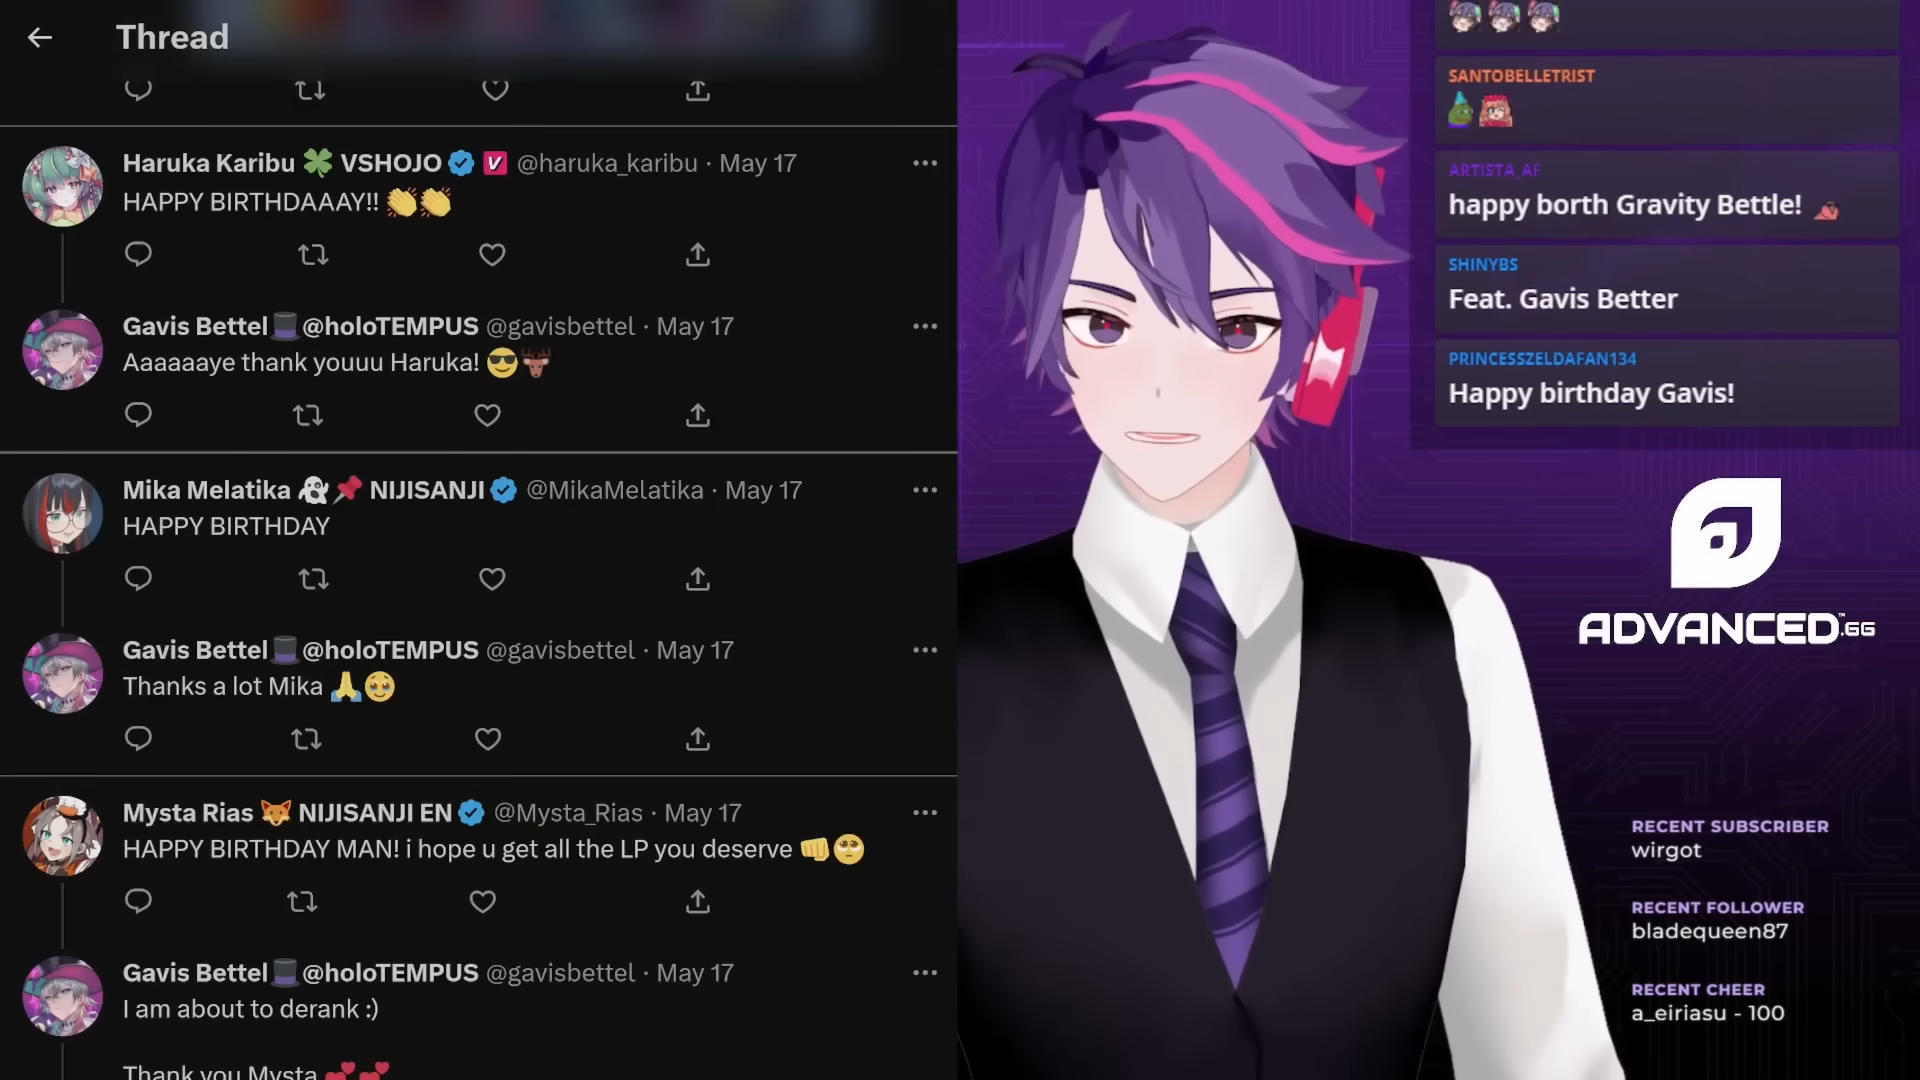 Thread
Haruka Karibu 🍀 VSHOJO V @haruka_karibu · May 17
HAPPY BIRTHDAAAY!! 👏👏
Gavis Bettel🎩@holoTEMPUS @gavisbettel · May 17
Aaaaaaye thank youuu Haruka! 😎🐮
Mika Melatika 👻📌 NIJISANJI @MikaMelatika · May 17
HAPPY BIRTHDAY
Gavis Bettel🎩@holoTEMPUS @gavisbettel · May 17
Thanks a lot Mika 🙏🥹
Mysta Rias 🦊 NIJISANJI EN @Mysta_Rias · May 17
HAPPY BIRTHDAY MAN! i hope u get all the LP you deserve 👊🥺
Gavis Bettel🎩@holoTEMPUS @gavisbettel · May 17
I am about to derank :)
Thank you Mysta 💕💕
SANTOBELLETRIST
ARTISTA_AF
happy borth Gravity Bettle!
SHINYBS
Feat. Gavis Better
PRINCESSZELDAFAN134
Happy birthday Gavis!
ADVANCED™.GG
RECENT SUBSCRIBER
wirgot
RECENT FOLLOWER
bladequeen87
RECENT CHEER
a_eiriasu - 100